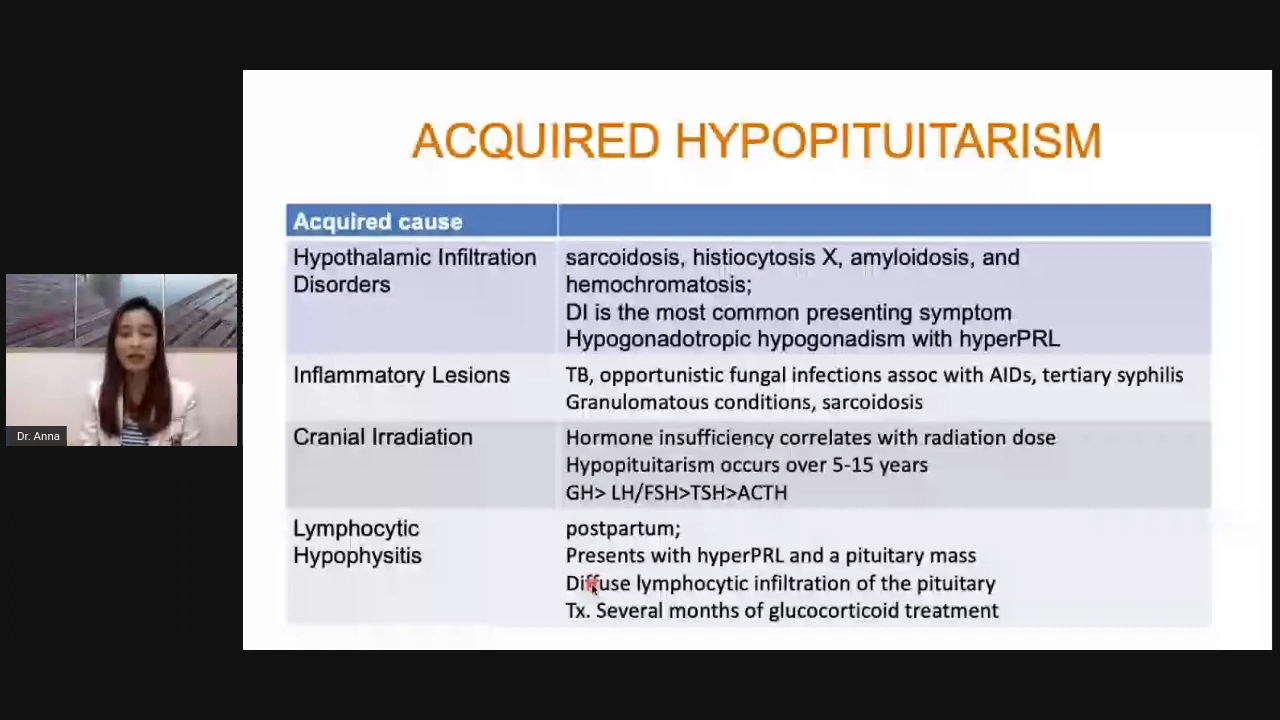 ACQUIRED HYPOPITUITARISM
Acquired cause
Hypothalamic Infiltration Disorders
sarcoidosis, histiocytosis X, amyloidosis, and
hemochromatosis;
DI is the most common presenting symptom
Hypogonadotropic hypogonadism with hyperPRL
Inflammatory Lesions
TB, opportunistic fungal infections assoc with AIDs, tertiary syphilis
Granulomatous conditions, sarcoidosis
Cranial Irradiation
Hormone insufficiency correlates with radiation dose
Hypopituitarism occurs over 5-15 years
GH> LH/FSH>TSH>ACTH
Lymphocytic
Hypophysitis
postpartum;
Presents with hyperPRL and a pituitary mass
Diffuse lymphocytic infiltration of the pituitary
Tx. Several months of glucocorticoid treatment
Dr. Anna